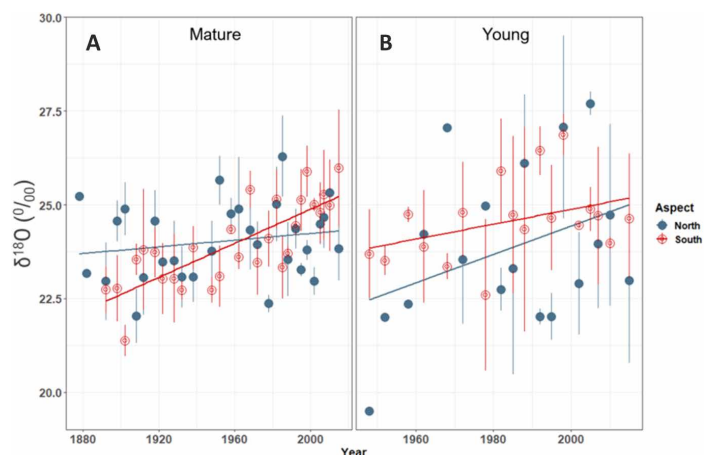 A Mature
B Young
30.0
27.5
25.0
22.5
20.0
δ¹⁸O (⁰/₀₀)
1880 1920 1960 2000
1960 1980 2000
Year
Aspect
North
South